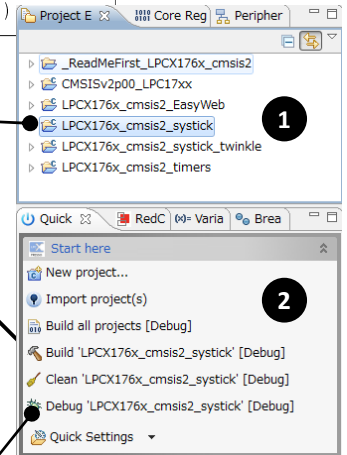 )
Project E Core Reg Peripher
_ReadMeFirst_LPCX176x_cmsis2
CMSISv2p00_LPC17xx
LPCX176x_cmsis2_EasyWeb
LPCX176x_cmsis2_systick
LPCX176x_cmsis2_systick_twinkle
LPCX176x_cmsis2_timers
1
Quick RedC (x)= Varia Brea
Start here
New project...
Import project(s)
2
Build all projects [Debug]
Build 'LPCX176x_cmsis2_systick' [Debug]
Clean 'LPCX176x_cmsis2_systick' [Debug]
Debug 'LPCX176x_cmsis2_systick' [Debug]
Quick Settings